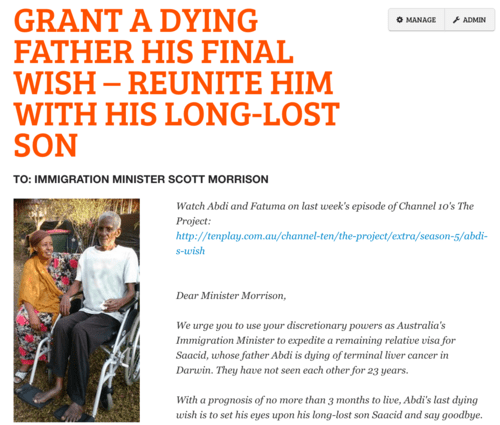 GRANT A DYING
FATHER HIS FINAL
WISH – REUNITE HIM
WITH HIS LONG-LOST
SON
MANAGE
ADMIN
TO: IMMIGRATION MINISTER SCOTT MORRISON
Watch Abdi and Fatuma on last week's episode of Channel 10's The
Project:
http://tenplay.com.au/channel-ten/the-project/extra/season-5/abdi-
s-wish
Dear Minister Morrison,
We urge you to use your discretionary powers as Australia's
Immigration Minister to expedite a remaining relative visa for
Saacid, whose father Abdi is dying of terminal liver cancer in
Darwin. They have not seen each other for 23 years.
With a prognosis of no more than 3 months to live, Abdi's last dying
wish is to set his eyes upon his long-lost son Saacid and say goodbye.